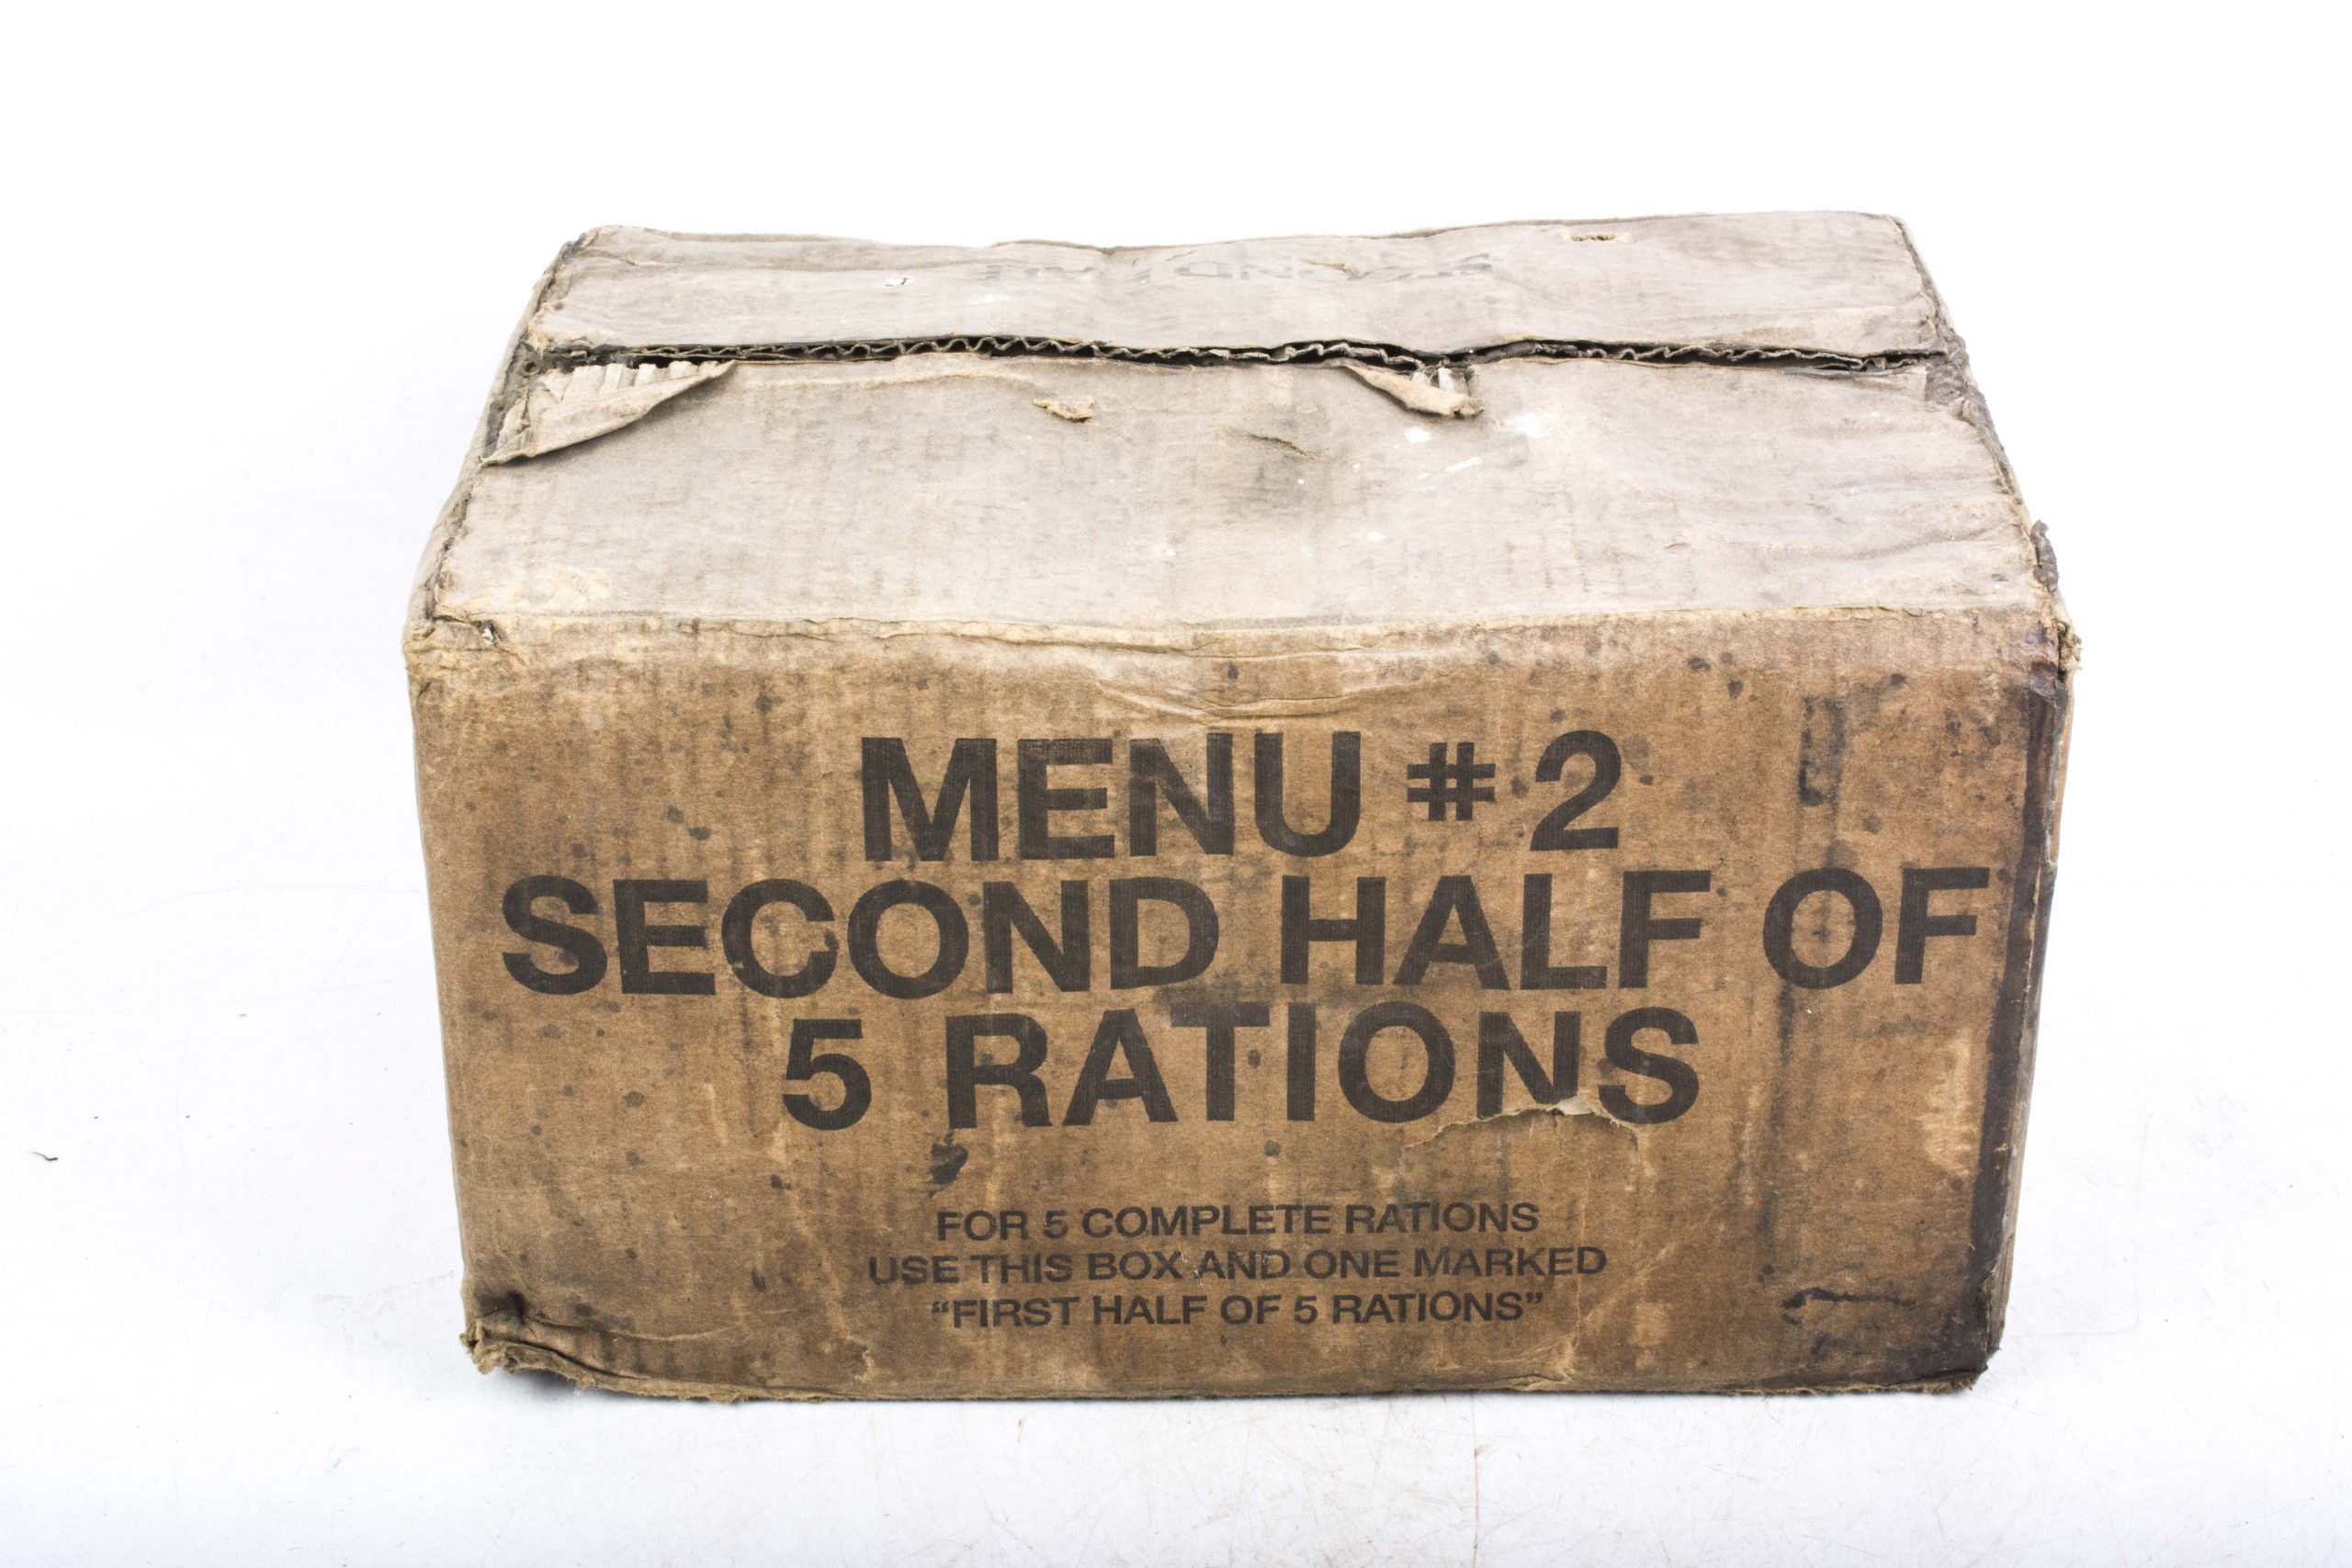 MENU #2
SECOND HALF OF
5 RATIONS
FOR 5 COMPLETE RATIONS
USE THIS BOX AND ONE MARKED
“FIRST HALF OF 5 RATIONS”